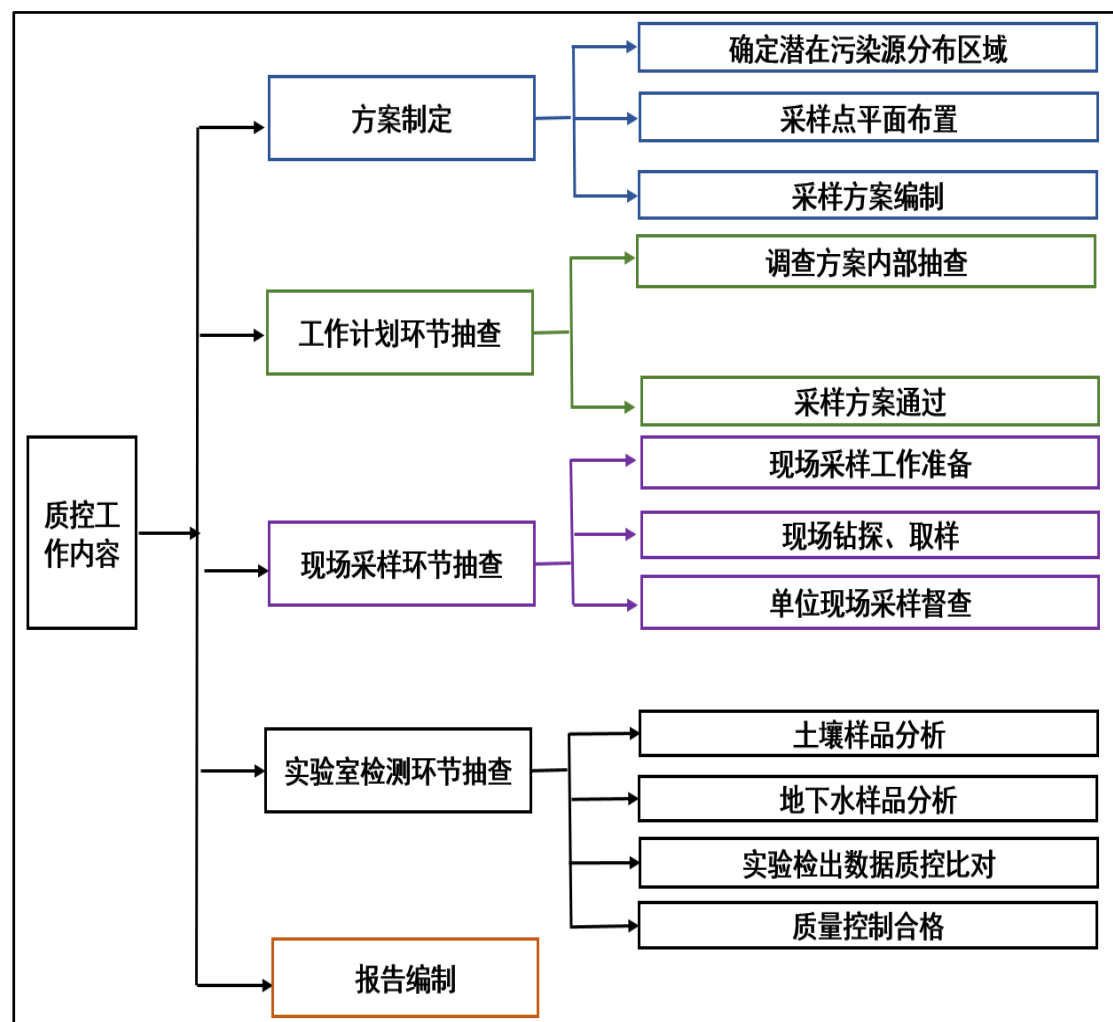 质控工
作内容
方案制定
确定潜在污染源分布区域
采样点平面布置
采样方案编制
工作计划环节抽查
调查方案内部抽查
采样方案通过
现场采样环节抽查
现场采样工作准备
现场钻探、取样
单位现场采样督查
实验室检测环节抽查
土壤样品分析
地下水样品分析
实验检出数据质控比对
质量控制合格
报告编制